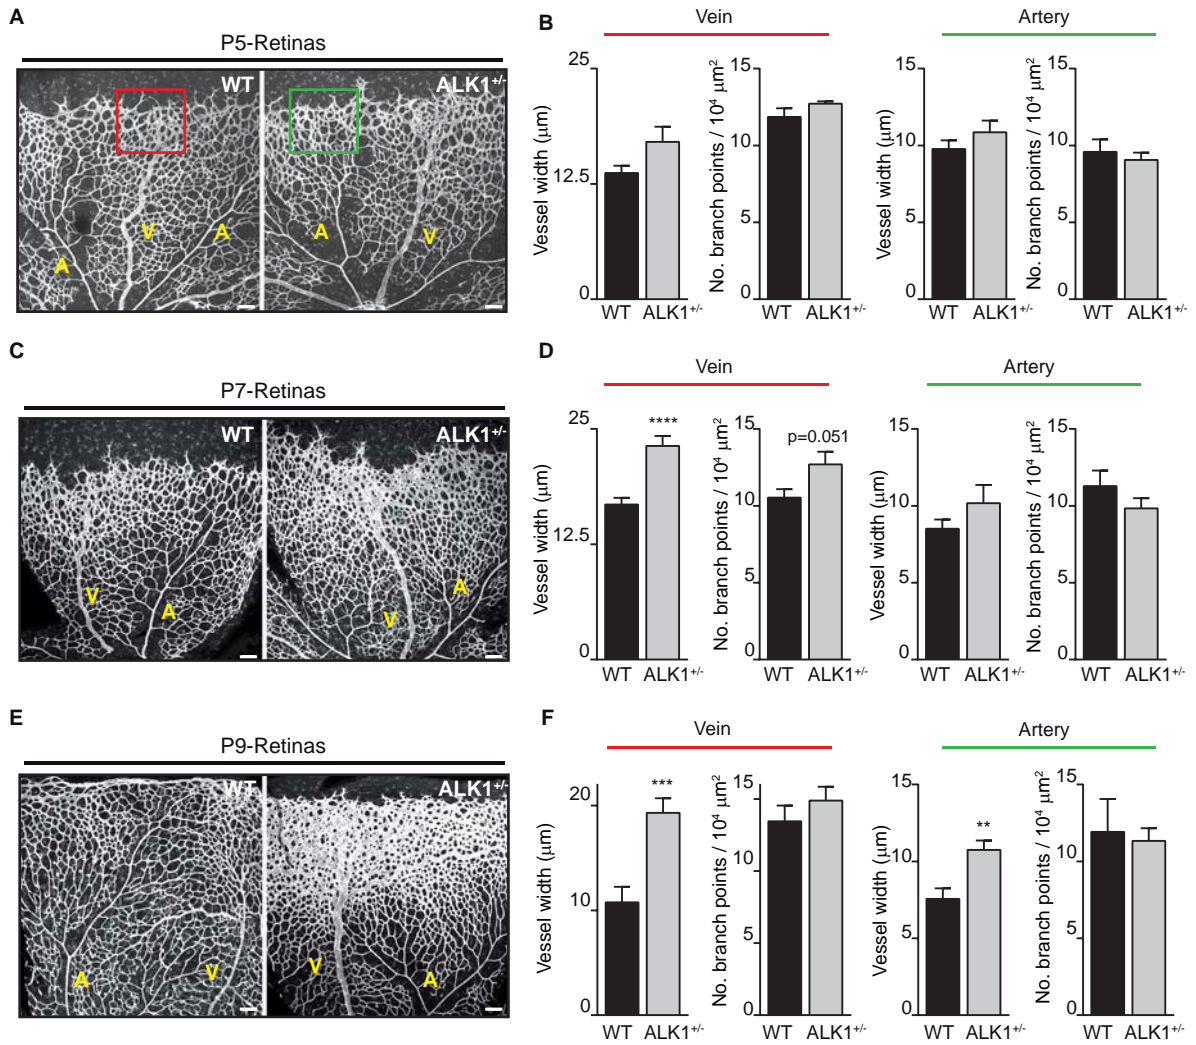 A
P5-Retinas
WT
ALK1+/-
V
A
A
A
V
B
Vein
Artery
Vessel width (μm)
25
12.5
0
WT ALK1+/-
No. branch points / 10⁴ μm²
15
10
5
0
WT ALK1+/-
Vessel width (μm)
15
10
5
0
WT ALK1+/-
No. branch points / 10⁴ μm²
15
10
5
0
WT ALK1+/-
C
P7-Retinas
WT
ALK1+/-
V
A
A
V
D
Vein
Artery
Vessel width (μm)
25
12.5
0
****
WT ALK1+/-
No. branch points / 10⁴ μm²
15
10
5
0
p=0.051
WT ALK1+/-
Vessel width (μm)
15
10
5
0
WT ALK1+/-
No. branch points / 10⁴ μm²
15
10
5
0
WT ALK1+/-
E
P9-Retinas
WT
ALK1+/-
A
V
V
A
F
Vein
Artery
Vessel width (μm)
20
10
0
***
WT ALK1+/-
No. branch points / 10⁴ μm²
15
10
5
0
WT ALK1+/-
Vessel width (μm)
15
10
5
0
**
WT ALK1+/-
No. branch points / 10⁴ μm²
15
10
5
0
WT ALK1+/-